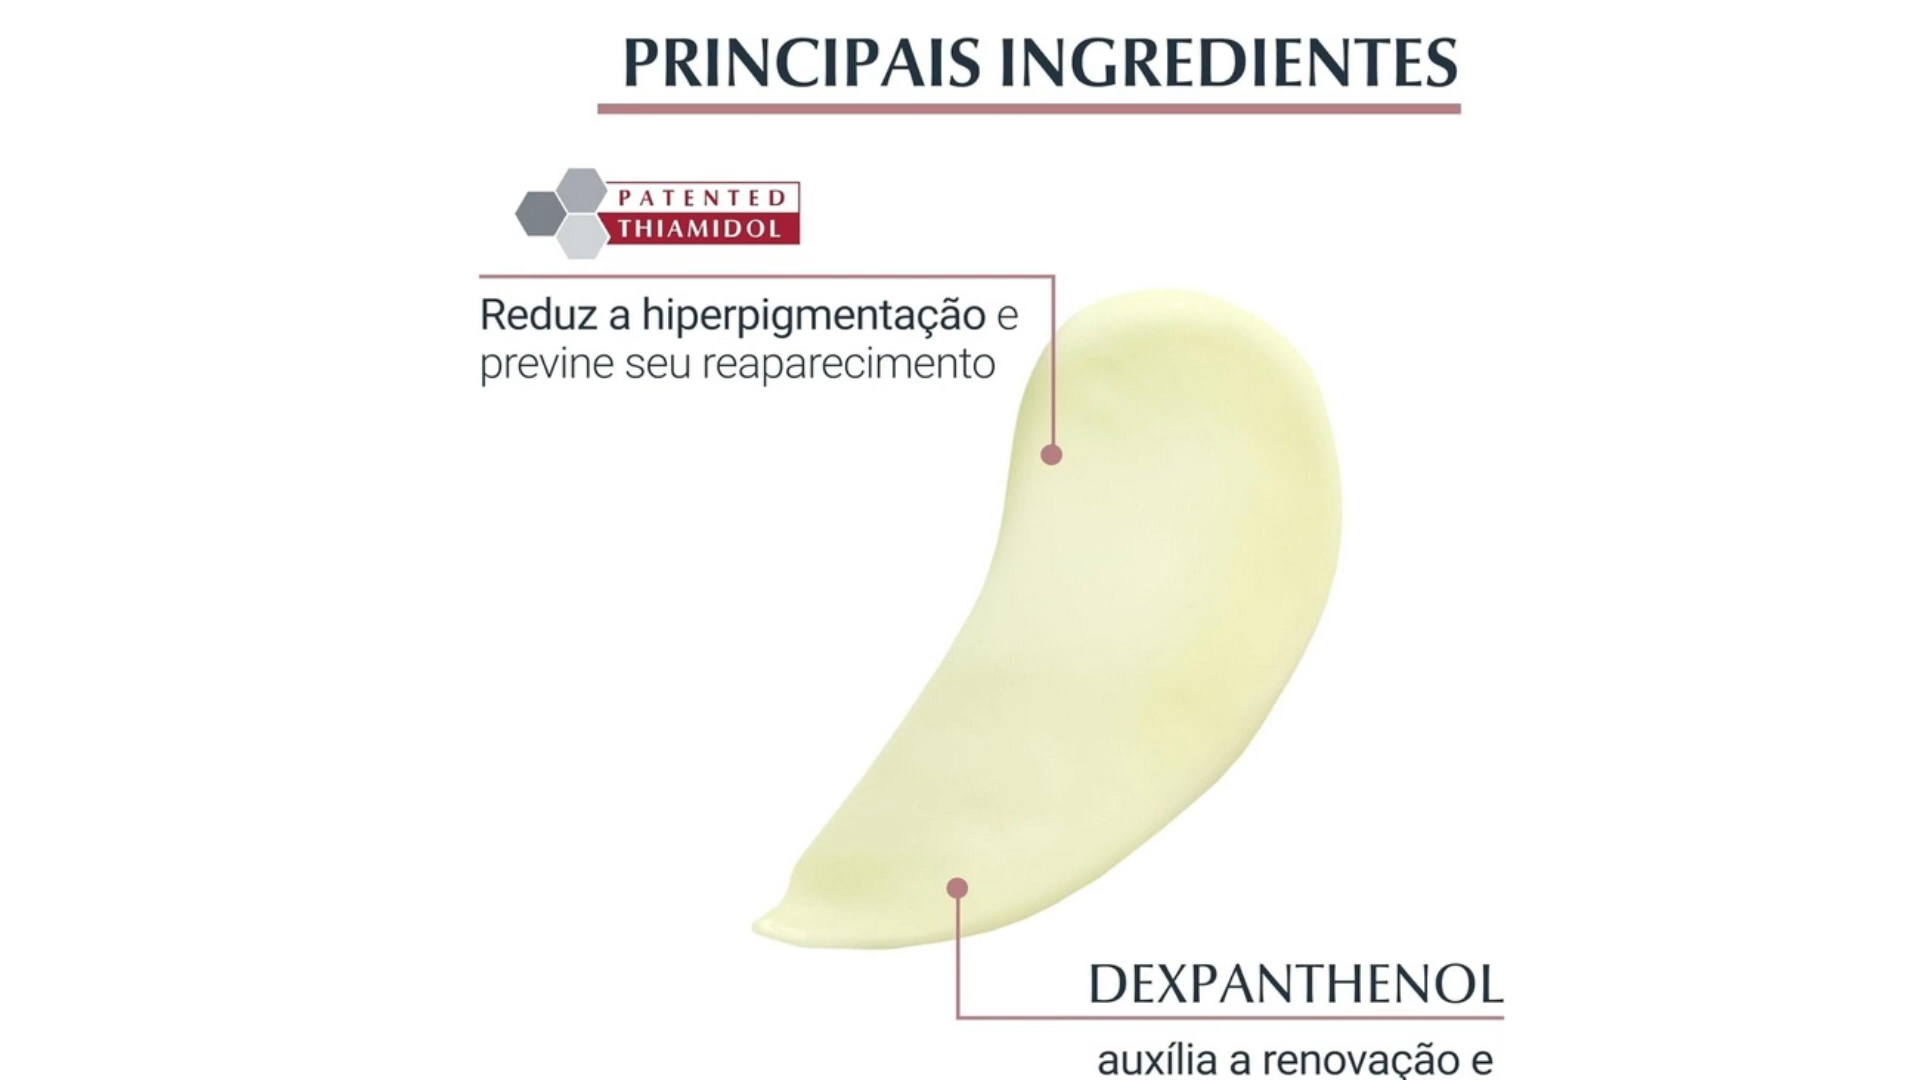 PRINCIPAIS INGREDIENTES
PATENTED
THIAMIDOL
Reduz a hiperpigmentação e
previne seu reaparecimento
DEXPANTHENOL
auxília a renovação e